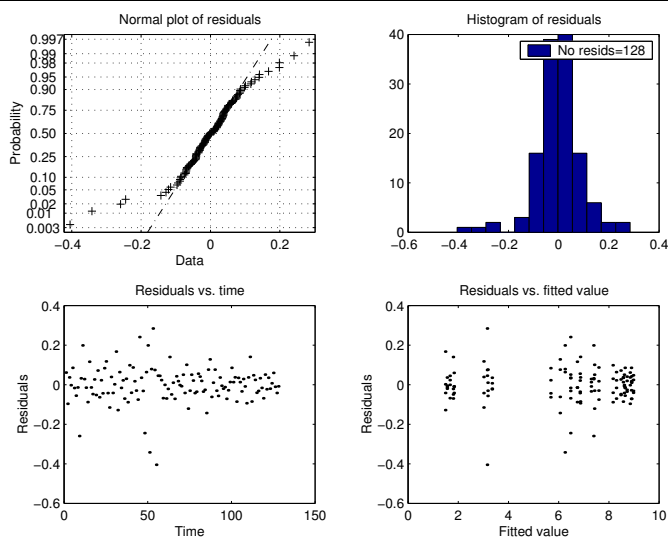 Normal plot of residuals
0.997
0.99
0.98
0.95
0.90
0.75
0.50
0.25
0.10
0.05
0.02
0.01
0.003
Probability
−0.4 −0.2 0 0.2
Data
Histogram of residuals
No resids=128
40
30
20
10
0
−0.6 −0.4 −0.2 0 0.2 0.4
Residuals vs. time
0.4
0.2
0
−0.2
−0.4
−0.6
Residuals
0 50 100 150
Time
Residuals vs. fitted value
0.4
0.2
0
−0.2
−0.4
−0.6
Residuals
0 2 4 6 8 10
Fitted value